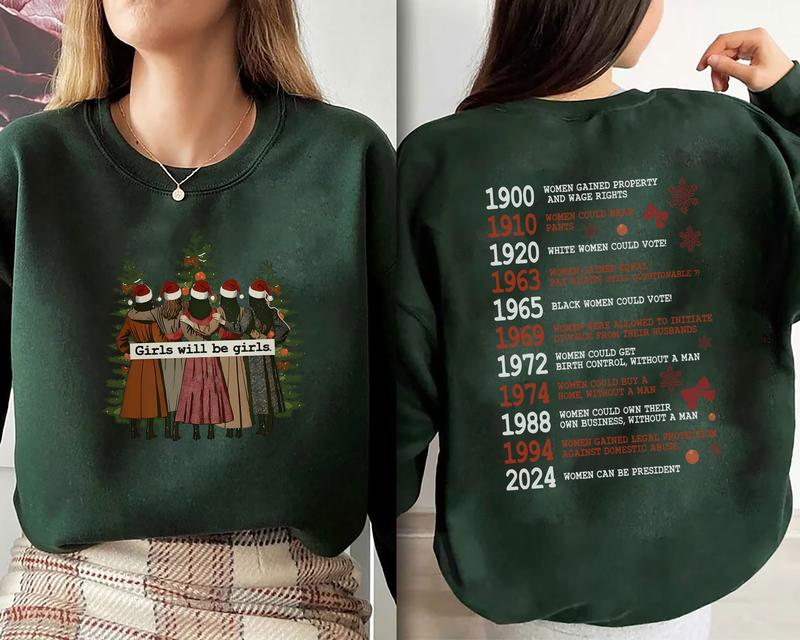 Girls will be girls.
1900 WOMEN GAINED PROPERTY
AND WAGE RIGHTS
1910 WOMEN COULD WEAR
PANTS
1920 WHITE WOMEN COULD VOTE!
1963 WOMEN GAINED EQUAL
PAY RIGHTS (STILL QUESTIONABLE ?)
1965 BLACK WOMEN COULD VOTE!
1969 WOMEN WERE ALLOWED TO INITIATE
DIVORCE FROM THEIR HUSBANDS
1972 WOMEN COULD GET
BIRTH CONTROL, WITHOUT A MAN
1974 WOMEN COULD BUY A
HOME, WITHOUT A MAN
1988 WOMEN COULD OWN THEIR
OWN BUSINESS, WITHOUT A MAN
1994 WOMEN GAINED LEGAL PROTECTION
AGAINST DOMESTIC ABUSE
2024 WOMEN CAN BE PRESIDENT